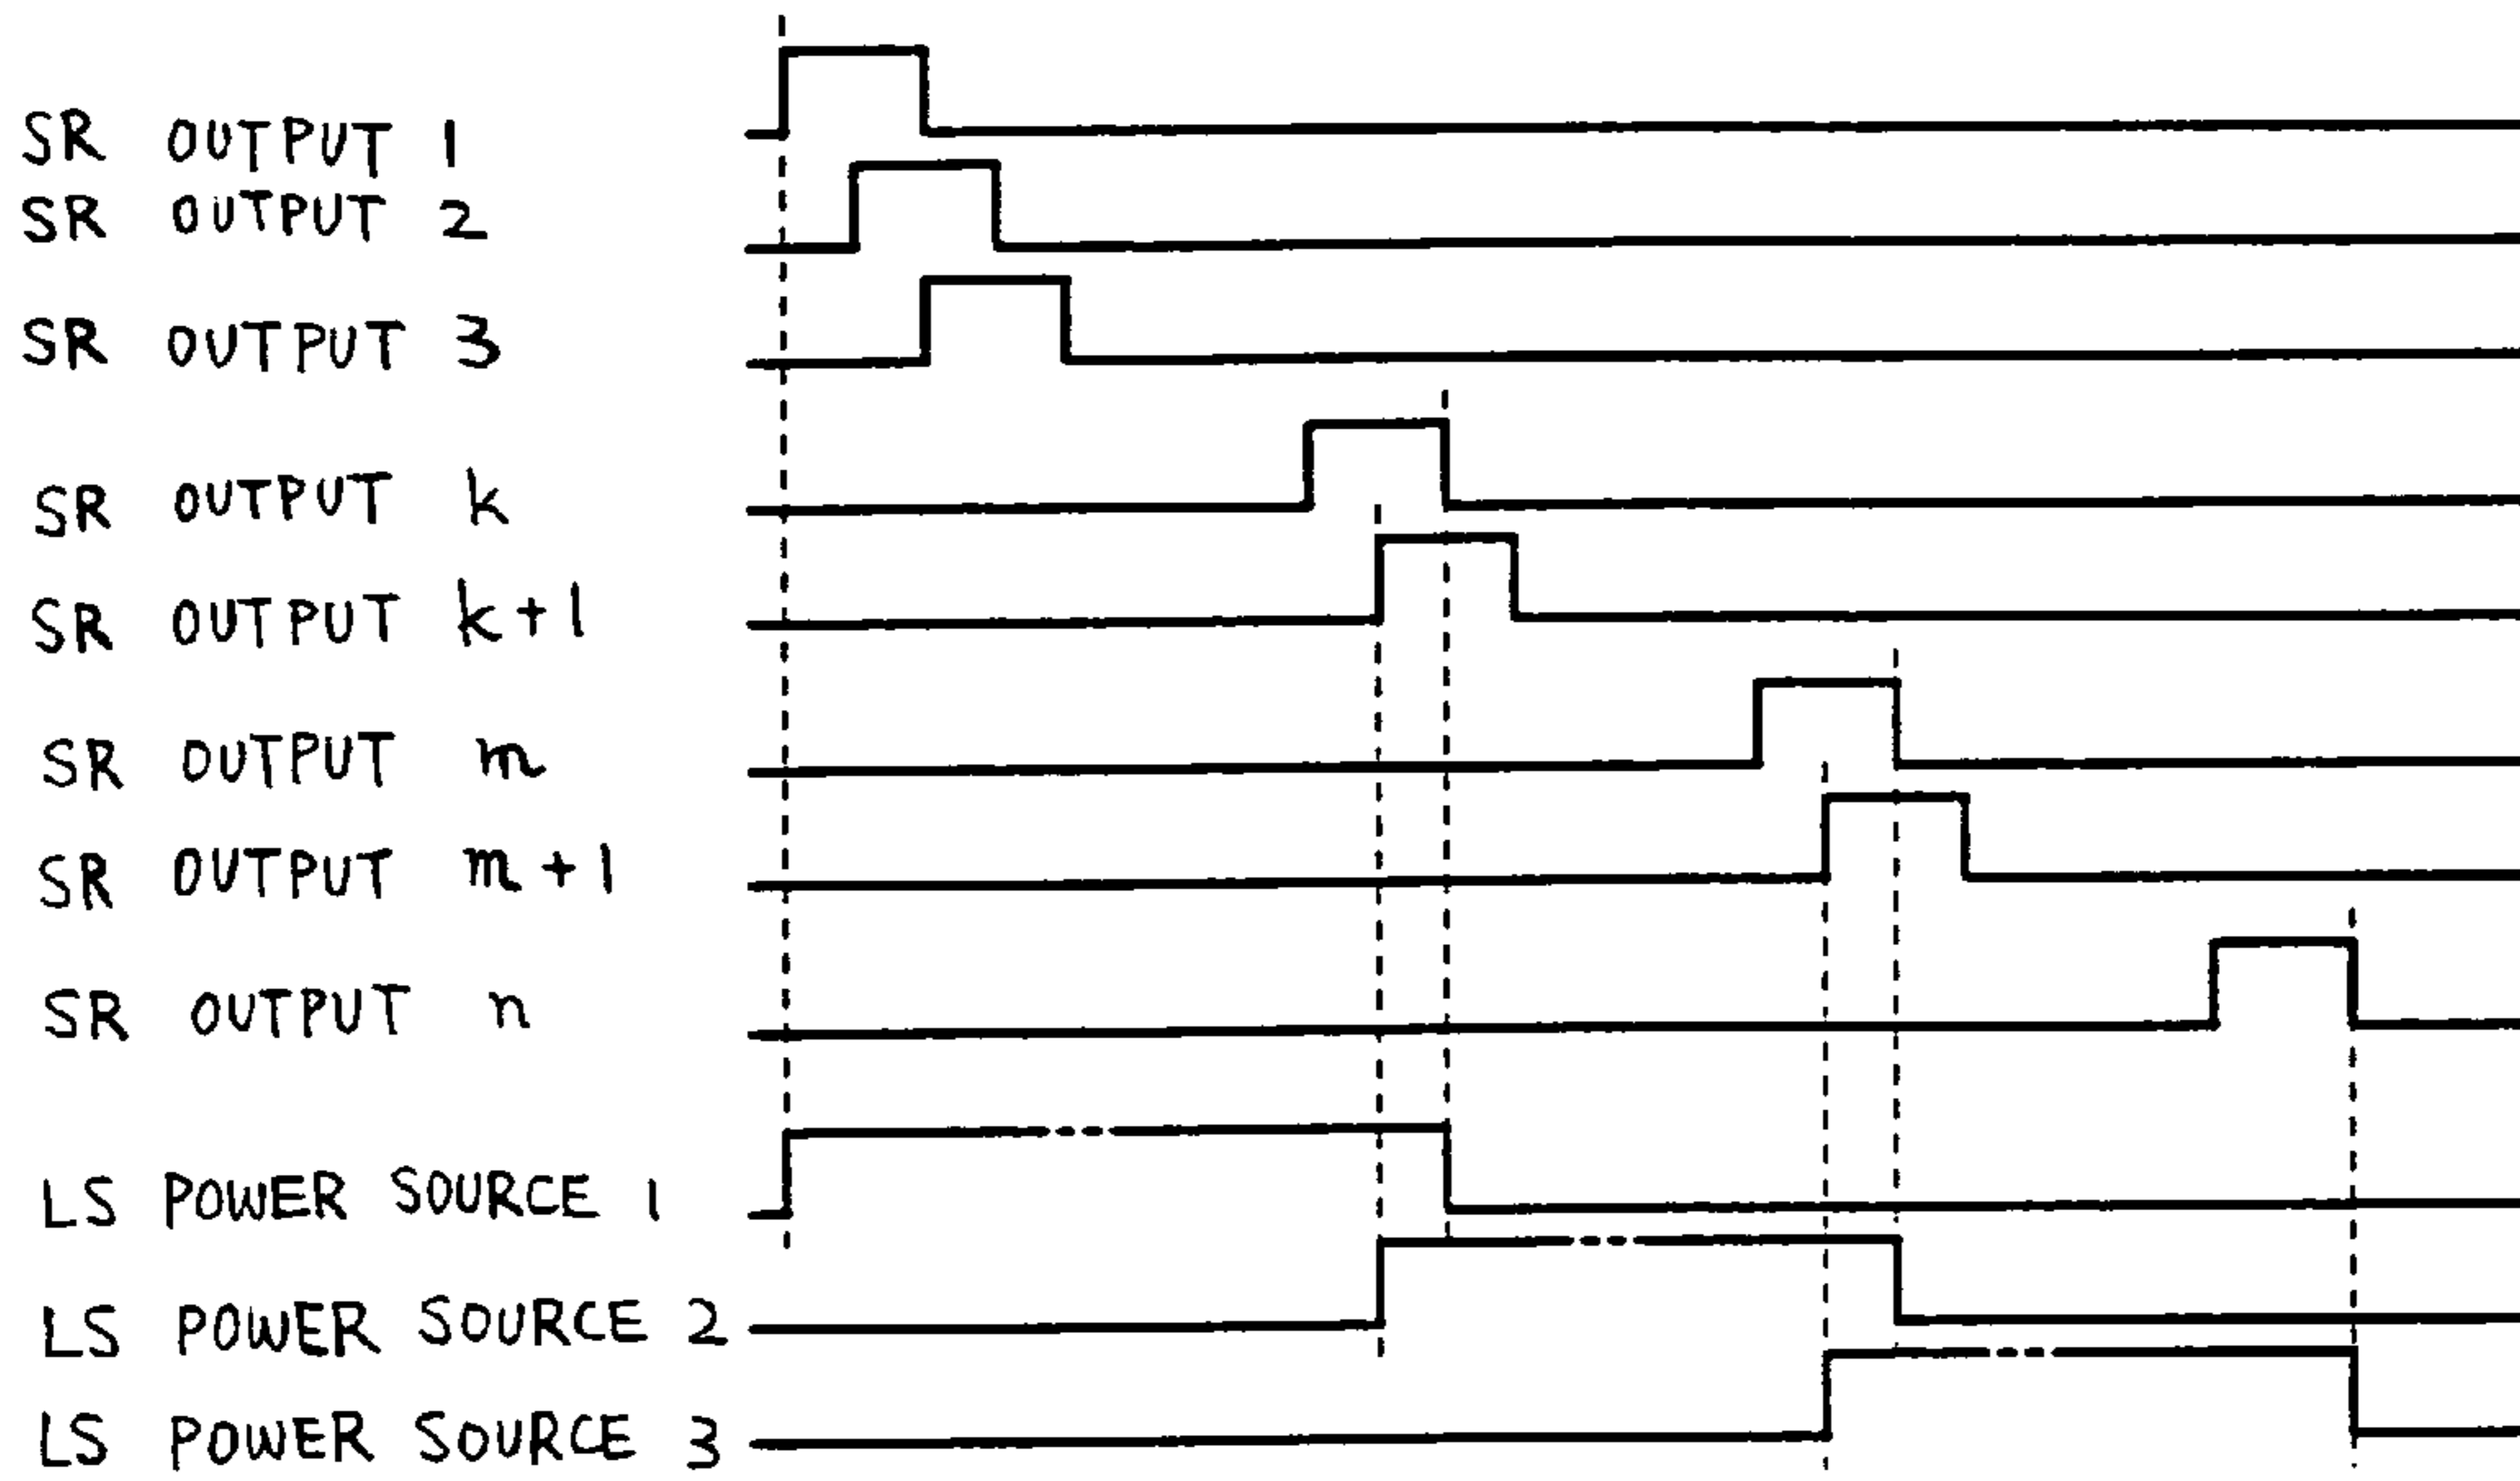 SR OUTPUT 1
SR OUTPUT 2
SR OUTPUT 3
SR OUTPUT k
SR OUTPUT k+1
SR OUTPUT m
SR OUTPUT m+1
SR OUTPUT n
LS POWER SOURCE 1
LS POWER SOURCE 2
LS POWER SOURCE 3